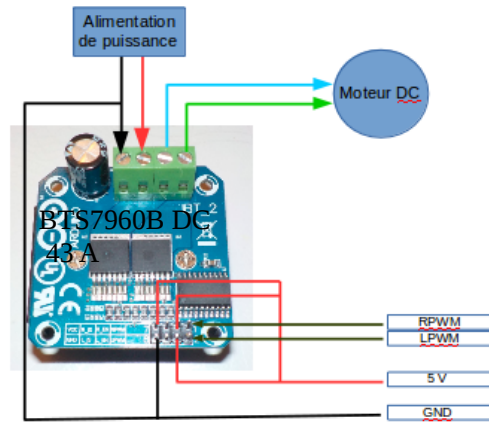 Alimentation
de puissance
Moteur DC
BTS7960B DC
43 A
RPWM
LPWM
5 V
GND